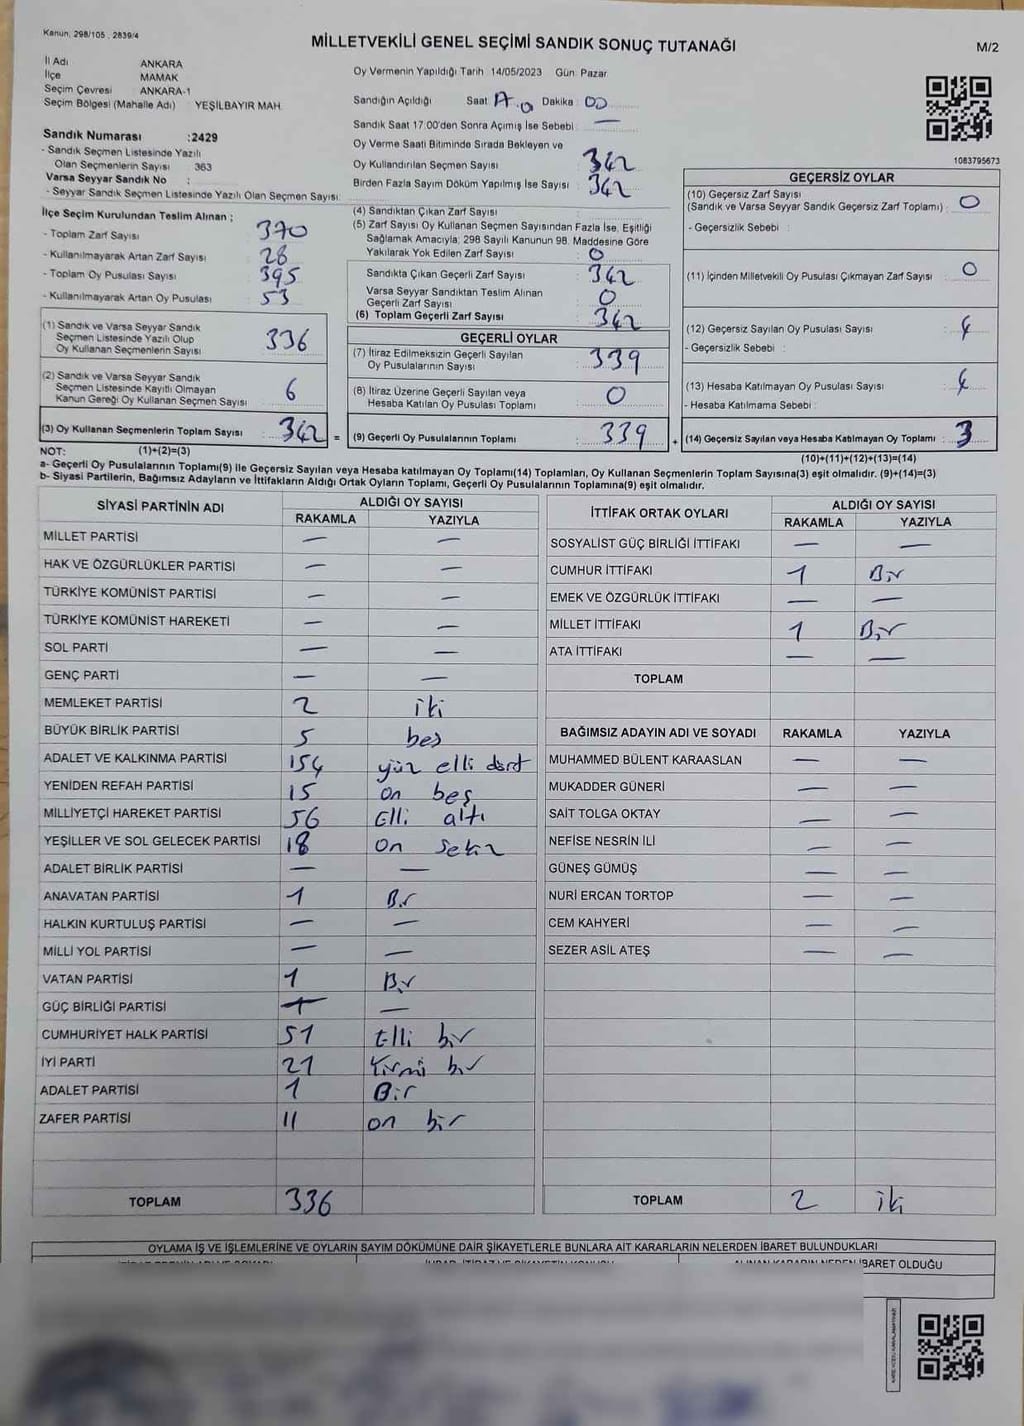 Kanun, 298/105 , 2839/4
MİLLETVEKİLİ GENEL SEÇİMİ SANDIK SONUÇ TUTANAĞI
M/2
İl Adı ANKARA
İlçe MAMAK
Seçim Çevresi ANKARA-1
Seçim Bölgesi (Mahalle Adı) YEŞİLBAYIR MAH.
Sandık Numarası :2429
- Sandık Seçmen Listesinde Yazılı
Olan Seçmenlerin Sayısı 363
Varsa Seyyar Sandık No :
- Seyyar Sandık Seçmen Listesinde Yazılı Olan Seçmen Sayısı:
İlçe Seçim Kurulundan Teslim Alınan ;
- Toplam Zarf Sayısı : 370
- Kullanılmayarak Artan Zarf Sayısı : 28
- Toplam Oy Pusulası Sayısı : 395
- Kullanılmayarak Artan Oy Pusulası : 53
(1) Sandık ve Varsa Seyyar Sandık
Seçmen Listesinde Yazılı Olup
Oy Kullanan Seçmenlerin Sayısı 336
(2) Sandık ve Varsa Seyyar Sandık
Seçmen Listesinde Kayıtlı Olmayan
Kanun Gereği Oy Kullanan Seçmen Sayısı 6
(3) Oy Kullanan Seçmenlerin Toplam Sayısı : 342 =
Oy Vermenin Yapıldığı Tarih 14/05/2023 Gün: Pazar
Sandığın Açıldığı Saat Dakika : 00
Sandık Saat 17:00'den Sonra Açımış İse Sebebi : —
Oy Verme Saati Bitiminde Sırada Bekleyen ve
Oy Kullandırılan Seçmen Sayısı : 342
Birden Fazla Sayım Döküm Yapılmış İse Sayısı : 342
(4) Sandıktan Çıkan Zarf Sayısı
(5) Zarf Sayısı Oy Kullanan Seçmen Sayısından Fazla İse, Eşitliği
Sağlamak Amacıyla; 298 Sayılı Kanunun 98. Maddesine Göre
Yakılarak Yok Edilen Zarf Sayısı : 0
Sandıkta Çıkan Geçerli Zarf Sayısı : 342
Varsa Seyyar Sandıktan Teslim Alınan
Geçerli Zarf Sayısı : 0
(6) Toplam Geçerli Zarf Sayısı : 342
GEÇERLİ OYLAR
(7) İtiraz Edilmeksizin Geçerli Sayılan
Oy Pusulalarının Sayısı : 339
(8) İtiraz Üzerine Geçerli Sayılan veya
Hesaba Katılan Oy Pusulası Toplamı : 0
(9) Geçerli Oy Pusulalarının Toplamı : 339 +
1083795673
GEÇERSİZ OYLAR
(10) Geçersiz Zarf Sayısı
(Sandık ve Varsa Seyyar Sandık Geçersiz Zarf Toplamı) : 0
- Geçersizlik Sebebi :
(11) İçinden Milletvekili Oy Pusulası Çıkmayan Zarf Sayısı : 0
(12) Geçersiz Sayılan Oy Pusulası Sayısı :
- Geçersizlik Sebebi :
(13) Hesaba Katılmayan Oy Pusulası Sayısı :
- Hesaba Katılmama Sebebi :
(14) Geçersiz Sayılan veya Hesaba Katılmayan Oy Toplamı : 3
NOT: (1)+(2)=(3)
(10)+(11)+(12)+(13)=(14)
a- Geçerli Oy Pusulalarının Toplamı(9) ile Geçersiz Sayılan veya Hesaba katılmayan Oy Toplamı(14) Toplamları, Oy Kullanan Seçmenlerin Toplam Sayısına(3) eşit olmalıdır. (9)+(14)=(3)
b- Siyasi Partilerin, Bağımsız Adayların ve İttifakların Aldığı Ortak Oyların Toplamı, Geçerli Oy Pusulalarının Toplamına(9) eşit olmalıdır.
SİYASİ PARTİNİN ADI ALDIĞI OY SAYISI
RAKAMLA YAZIYLA
MİLLET PARTİSİ — —
HAK VE ÖZGÜRLÜKLER PARTİSİ — —
TÜRKİYE KOMÜNİST PARTİSİ — —
TÜRKİYE KOMÜNİST HAREKETİ — —
SOL PARTİ — —
GENÇ PARTİ — —
MEMLEKET PARTİSİ 2 iki
BÜYÜK BİRLİK PARTİSİ 5 beş
ADALET VE KALKINMA PARTİSİ 154 yüz elli dört
YENİDEN REFAH PARTİSİ 15 on beş
MİLLİYETÇİ HAREKET PARTİSİ 56 Elli altı
YEŞİLLER VE SOL GELECEK PARTİSİ 18 on sekiz
ADALET BİRLİK PARTİSİ — —
ANAVATAN PARTİSİ 1 Bir
HALKIN KURTULUŞ PARTİSİ — —
MİLLİ YOL PARTİSİ — —
VATAN PARTİSİ 1 Bir
GÜÇ BİRLİĞİ PARTİSİ —
CUMHURİYET HALK PARTİSİ 51 Elli bir
İYİ PARTİ 21 Yirmi bir
ADALET PARTİSİ 1 Bir
ZAFER PARTİSİ 11 on bir
TOPLAM 336
İTTİFAK ORTAK OYLARI ALDIĞI OY SAYISI
RAKAMLA YAZIYLA
SOSYALİST GÜÇ BİRLİĞİ İTTİFAKI — —
CUMHUR İTTİFAKI 1 Bir
EMEK VE ÖZGÜRLÜK İTTİFAKI — —
MİLLET İTTİFAKI 1 Bir
ATA İTTİFAKI — —
TOPLAM
BAĞIMSIZ ADAYIN ADI VE SOYADI RAKAMLA YAZIYLA
MUHAMMED BÜLENT KARAASLAN — —
MUKADDER GÜNERİ — —
SAİT TOLGA OKTAY — —
NEFİSE NESRİN İLİ — —
GÜNEŞ GÜMÜŞ — —
NURİ ERCAN TORTOP — —
CEM KAHYERİ — —
SEZER ASİL ATEŞ — —
TOPLAM 2 iki
OYLAMA İŞ VE İŞLEMLERİNE VE OYLARIN SAYIM DÖKÜMÜNE DAİR ŞİKAYETLERLE BUNLARA AİT KARARLARIN NELERDEN İBARET BULUNDUKLARI
İBARET OLDUĞU